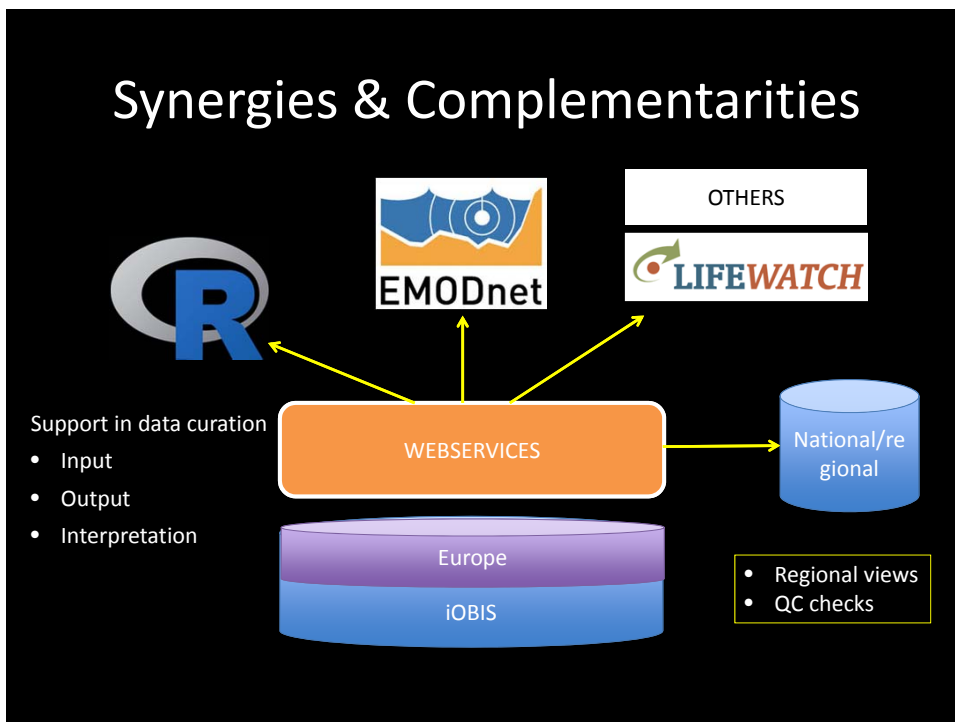 Synergies & Complementarities
R
EMODnet
OTHERS
LIFEWATCH
Support in data curation
• Input
• Output
• Interpretation
WEBSERVICES
National/re
gional
Europe
iOBIS
• Regional views
• QC checks